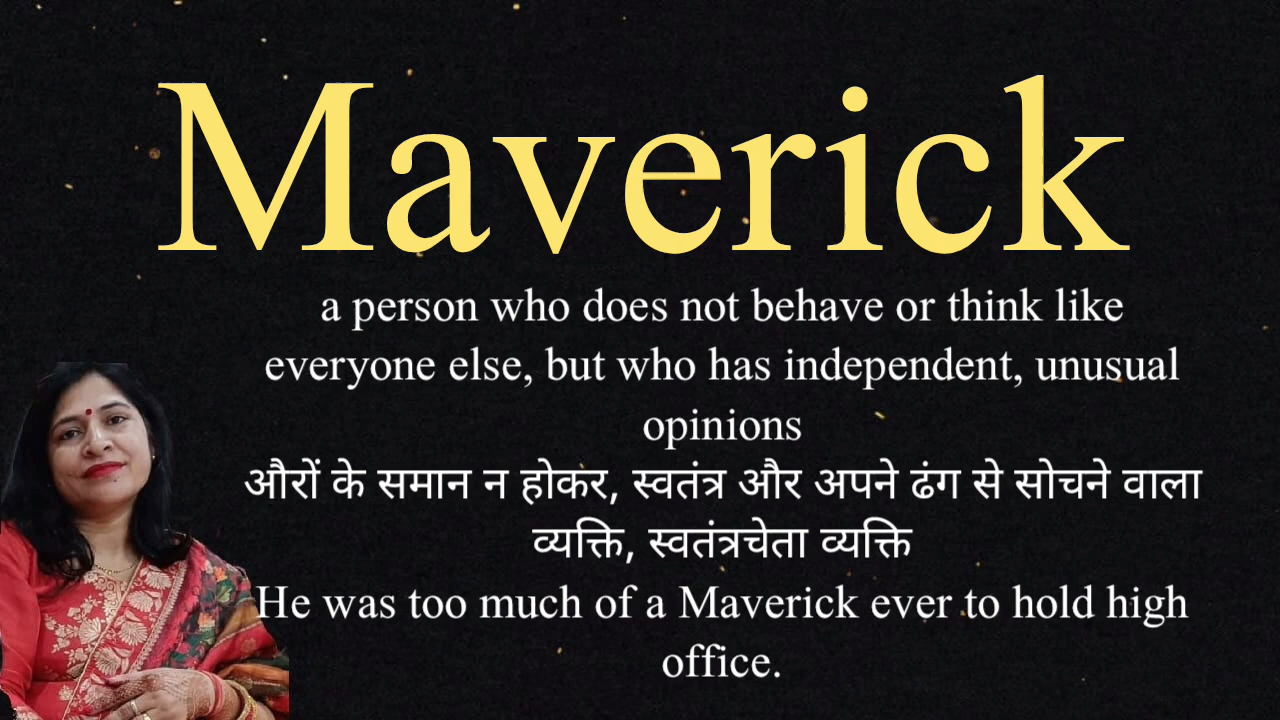 Maverick
a person who does not behave or think like
everyone else, but who has independent, unusual
opinions
औरों के समान न होकर, स्वतंत्र और अपने ढंग से सोचने वाला
व्यक्ति, स्वतंत्रचेता व्यक्ति
He was too much of a Maverick ever to hold high
office.